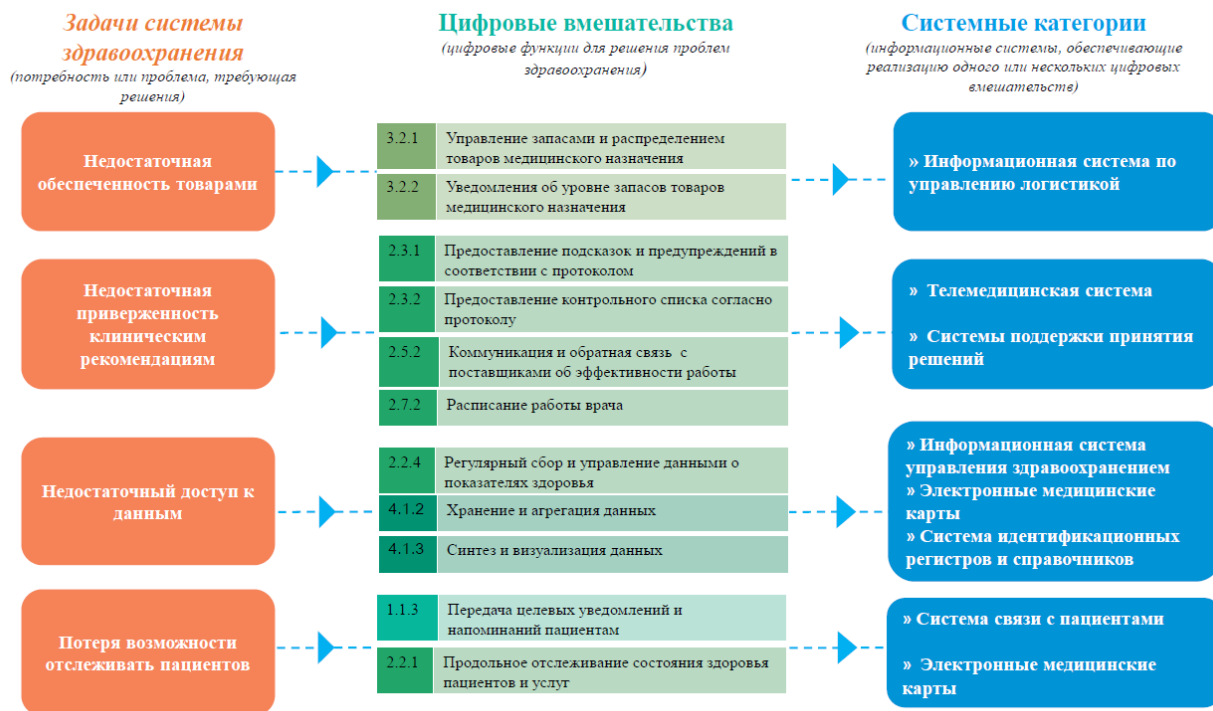 Задачи системы
здравоохранения
(потребность или проблема, требующая
решения)
Цифровые вмешательства
(цифровые функции для решения проблем
здравоохранения)
Системные категории
(информационные системы, обеспечивающие
реализацию одного или нескольких цифровых
вмешательств)
Недостаточная
обеспеченность товарами
3.2.1 Управление запасами и распределением
товаров медицинского назначения
3.2.2 Уведомления об уровне запасов товаров
медицинского назначения
» Информационная система по
управлению логистикой
Недостаточная
приверженность
клиническим
рекомендациям
2.3.1 Предоставление подсказок и предупреждений в
соответствии с протоколом
2.3.2 Предоставление контрольного списка согласно
протоколу
2.5.2 Коммуникация и обратная связь с
поставщиками об эффективности работы
2.7.2 Расписание работы врача
» Телемедицинская система
» Системы поддержки принятия
решений
Недостаточный доступ к
данным
2.2.4 Регулярный сбор и управление данными о
показателях здоровья
4.1.2 Хранение и агрегация данных
4.1.3 Синтез и визуализация данных
» Информационная система
управления здравоохранением
» Электронные медицинские
карты
» Система идентификационных
регистров и справочников
Потеря возможности
отслеживать пациентов
1.1.3 Передача целевых уведомлений и
напоминаний пациентам
2.2.1 Продольное отслеживание состояния здоровья
пациентов и услуг
» Система связи с пациентами
» Электронные медицинские
карты